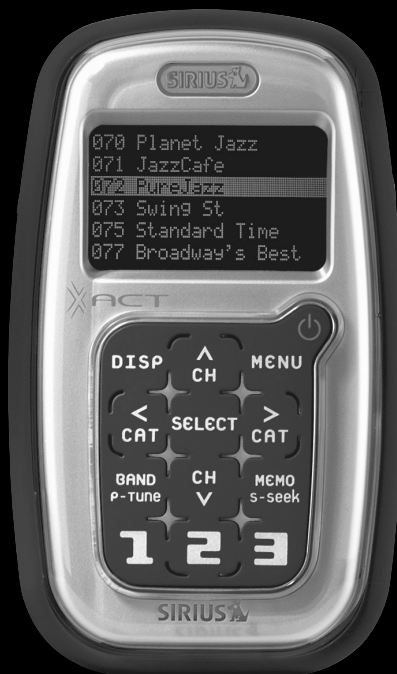 SIRIUS
070 Planet Jazz
071 JazzCafe
072 PureJazz
073 Swing St
075 Standard Time
077 Broadway's Best
XACT
DISP
CH
MENU
CAT
SELECT
CAT
BAND
P-TUNE
CH
MEMO
S-SEEK
1 2 3
SIRIUS